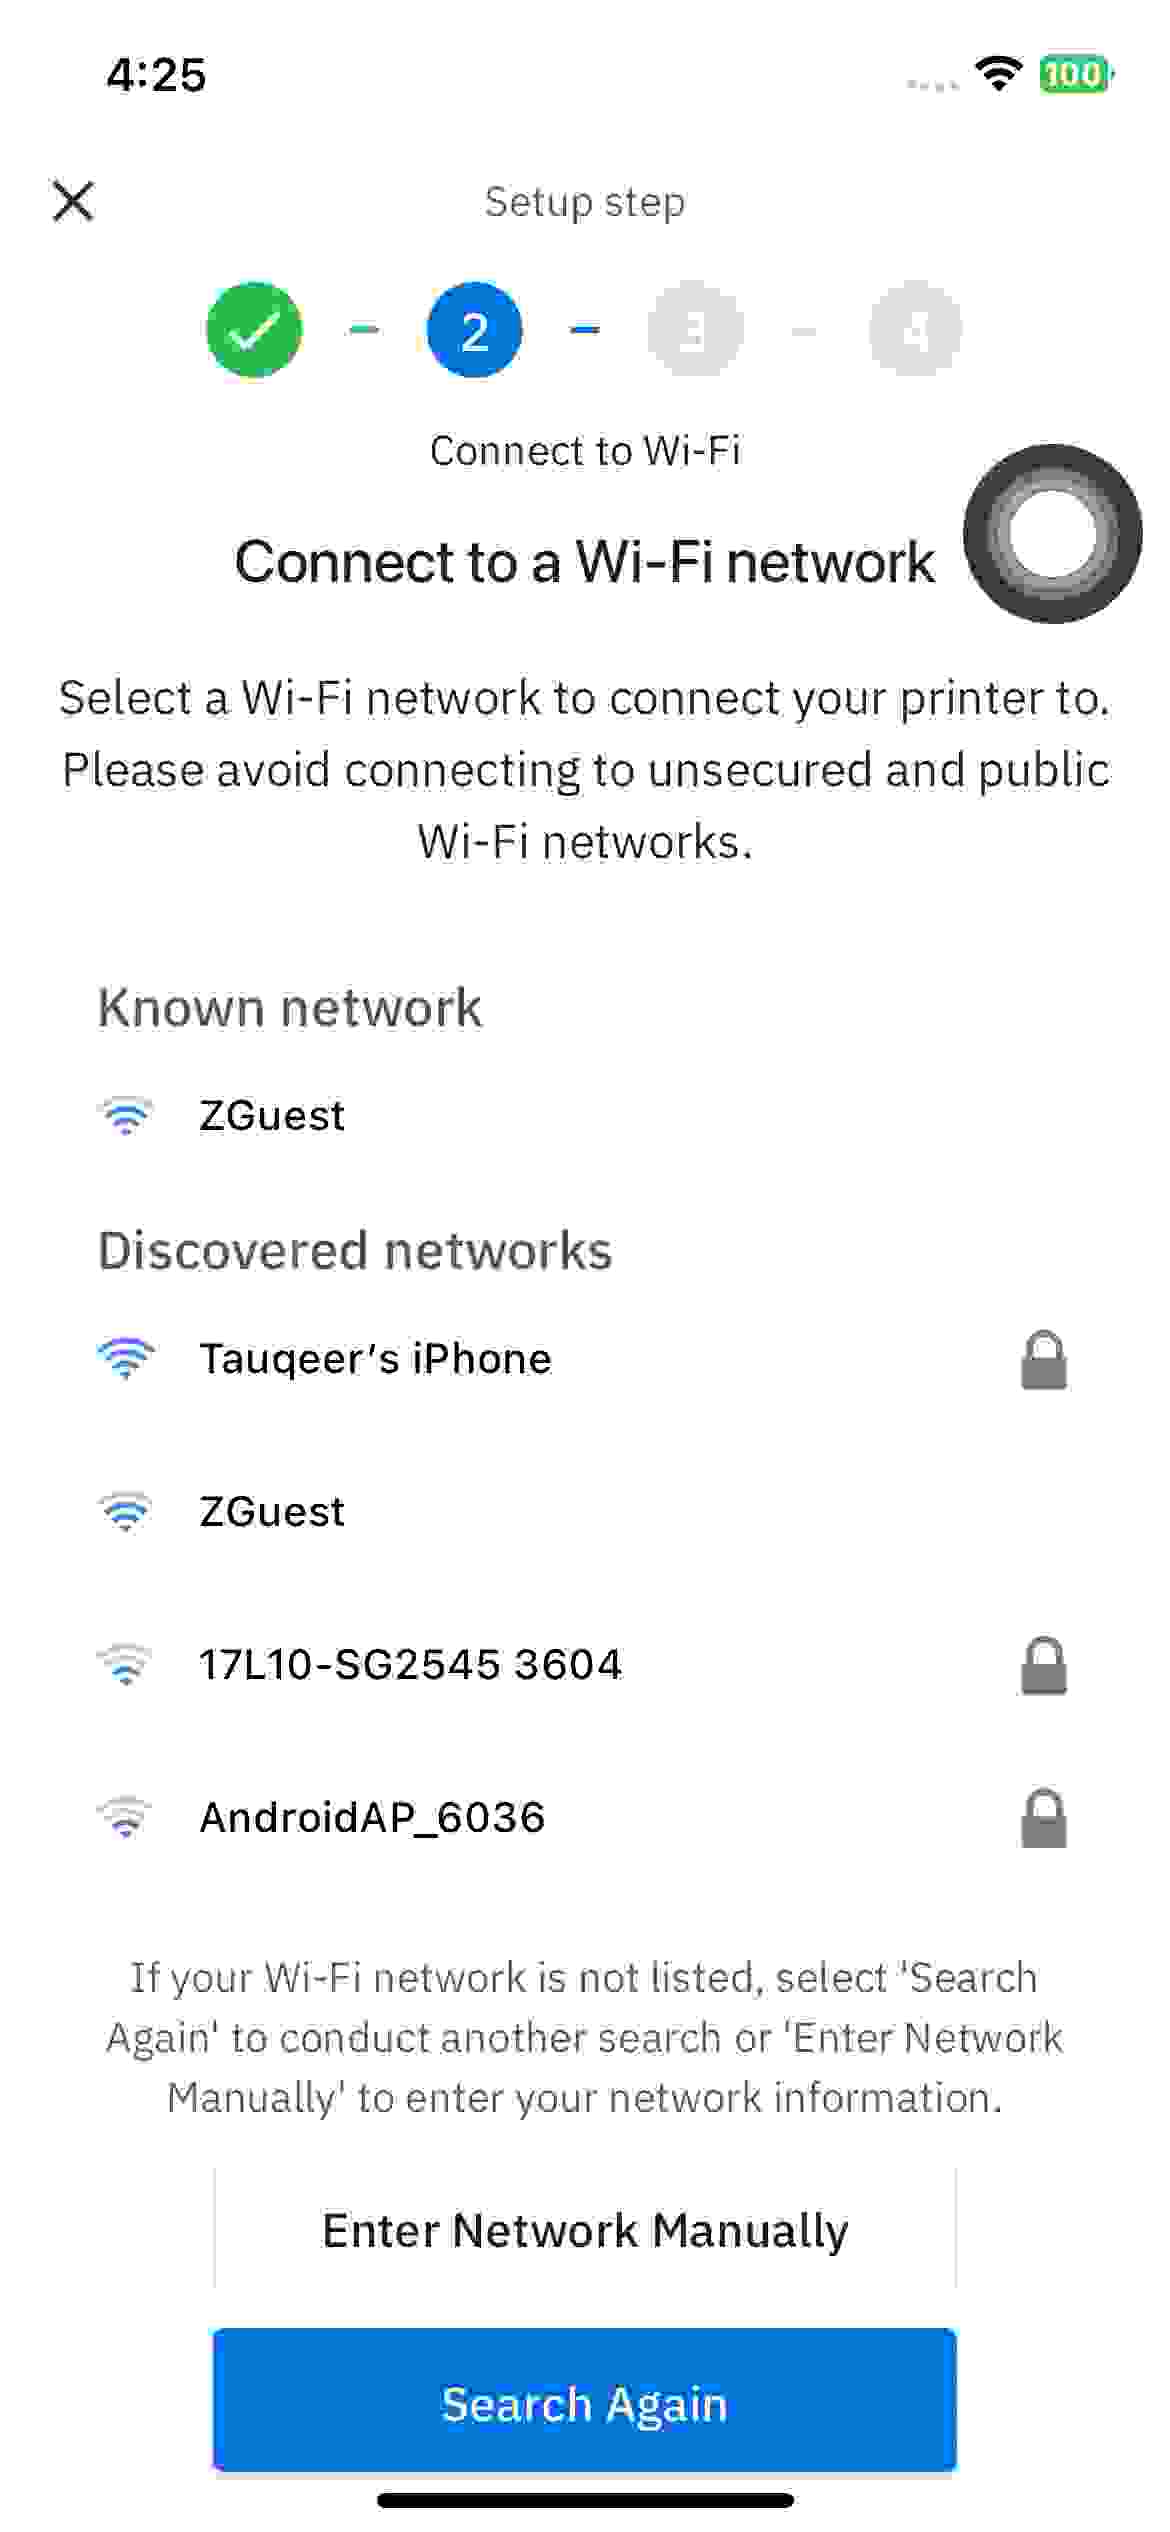 4:25
100
Setup step
2
3
4
Connect to Wi-Fi
Connect to a Wi-Fi network
Select a Wi-Fi network to connect your printer to.
Please avoid connecting to unsecured and public
Wi-Fi networks.
Known network
ZGuest
Discovered networks
Tauqeer's iPhone
ZGuest
17L10-SG2545 3604
AndroidAP_6036
If your Wi-Fi network is not listed, select 'Search
Again' to conduct another search or 'Enter Network
Manually' to enter your network information.
Enter Network Manually
Search Again